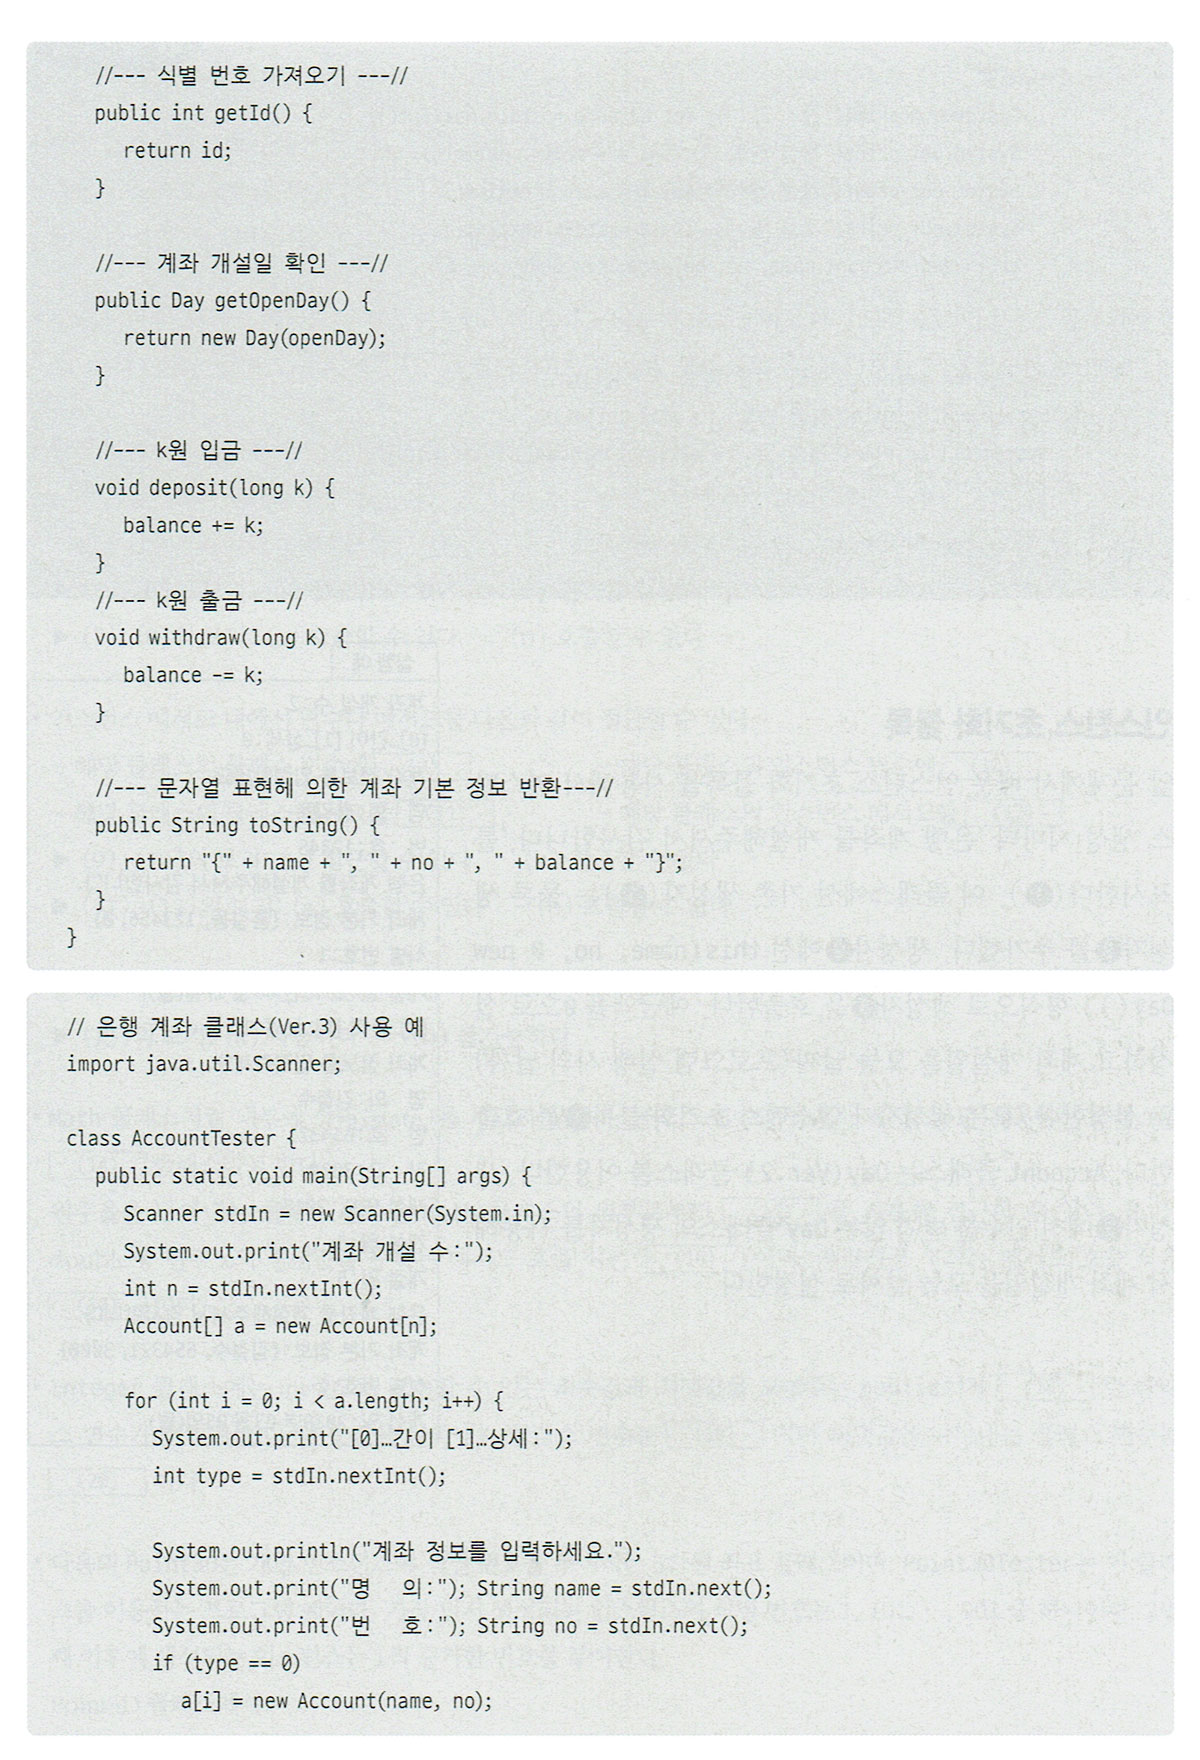 //--- 식별 번호 가져오기 ---//
public int getId() {
return id;
}
//--- 계좌 개설일 확인 ---//
public Day getOpenDay() {
return new Day(openDay);
}
//--- k원 입금 ---//
void deposit(long k) {
balance += k;
}
//--- k원 출금 ---//
void withdraw(long k) {
balance -= k;
}
//--- 문자열 표현헤 의한 계좌 기본 정보 반환---//
public String toString() {
return "{" + name + ", " + no + ", " + balance + "}";
}
}
// 은행 계좌 클래스(Ver.3) 사용 예
import java.util.Scanner;
class AccountTester {
public static void main(String[] args) {
Scanner stdIn = new Scanner(System.in);
System.out.print("계좌 개설 수:");
int n = stdIn.nextInt();
Account[] a = new Account[n];
for (int i = 0; i < a.length; i++) {
System.out.print("[0]…간이 [1]…상세:");
int type = stdIn.nextInt();
System.out.println("계좌 정보를 입력하세요.");
System.out.print("명 의:"); String name = stdIn.next();
System.out.print("번 호:"); String no = stdIn.next();
if (type == 0)
a[i] = new Account(name, no);